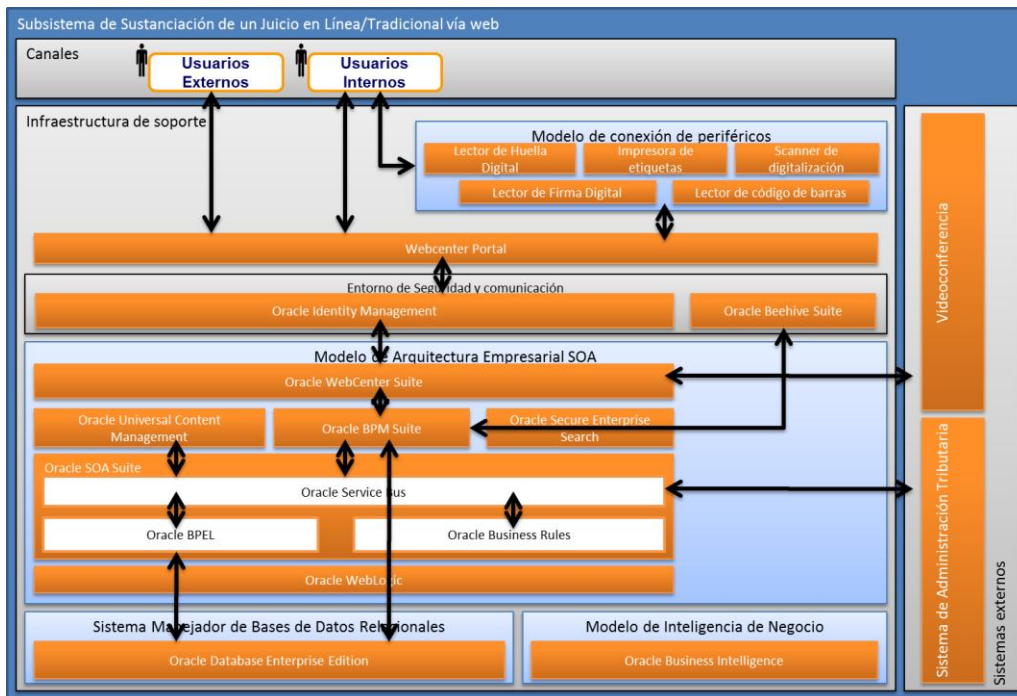 Subsistema de Sustanciación de un Juicio en Línea/Tradicional vía web
Canales
Usuarios
Externos
Usuarios
Internos
Infraestructura de soporte
Modelo de conexión de periféricos
Lector de Huella
Digital
Impresora de
etiquetas
Scanner de
digitalización
Lector de Firma Digital
Lector de código de barras
Webcenter Portal
Entorno de Seguridad y comunicación
Oracle Identity Management
Oracle Beehive Suite
Modelo de Arquitectura Empresarial SOA
Oracle WebCenter Suite
Oracle Universal Content
Management
Oracle BPM Suite
Oracle Secure Enterprise
Search
Oracle SOA Suite
Oracle Service Bus
Oracle BPEL
Oracle Business Rules
Oracle WebLogic
Sistema Manejador de Bases de Datos Relacionales
Oracle Database Enterprise Edition
Modelo de Inteligencia de Negocio
Oracle Business Intelligence
Videoconferencia
Sistema de Administración Tributaria
Sistemas externos